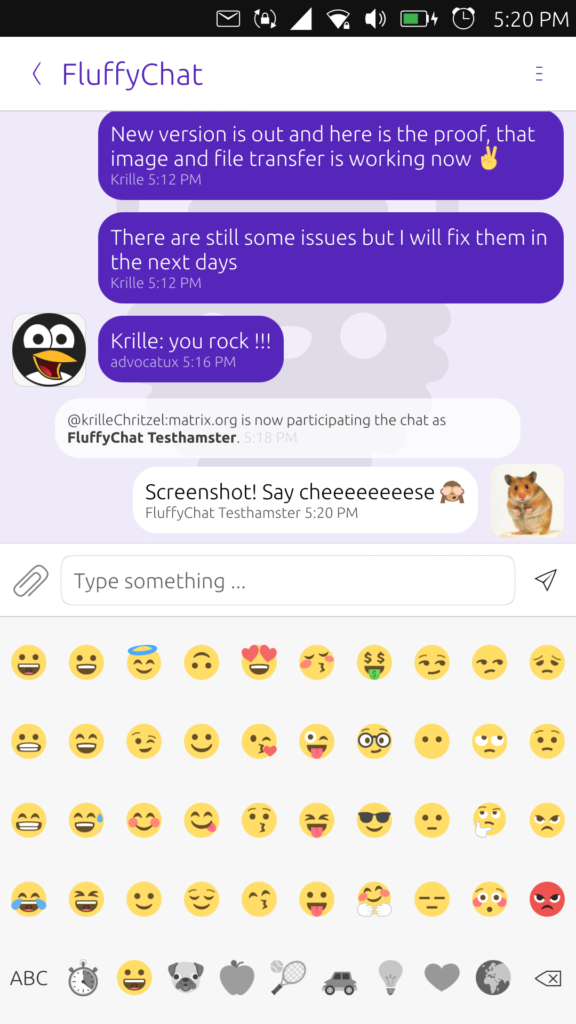 5:20 PM
FluffyChat
New version is out and here is the proof, that
image and file transfer is working now ✌
Krille 5:12 PM
There are still some issues but I will fix them in
the next days
Krille 5:12 PM
Krille: you rock !!!
advocatux 5:16 PM
@krilleChritzel:matrix.org is now participating the chat as
FluffyChat Testhamster. 5:18 PM
Screenshot! Say cheeeeeeeese 🙈
FluffyChat Testhamster 5:20 PM
Type something ...
ABC